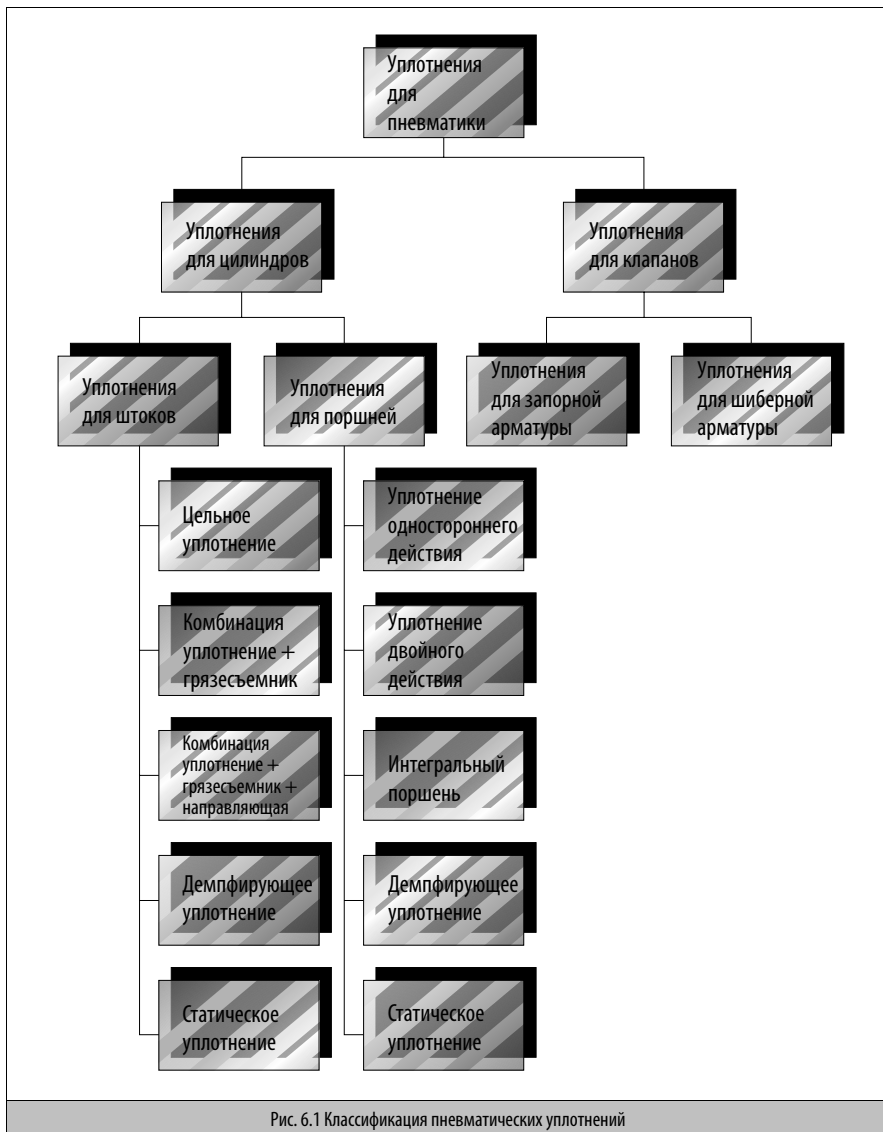 Уплотнения
для
пневматики
Уплотнения
для цилиндров
Уплотнения
для клапанов
Уплотнения
для штоков
Уплотнения
для поршней
Уплотнения
для запорной
арматуры
Уплотнения
для шиберной
арматуры
Цельное
уплотнение
Уплотнение
одностороннего
действия
Комбинация
уплотнение +
грязесъемник
Уплотнение
двойного
действия
Комбинация
уплотнение +
грязесъемник +
направляющая
Интегральный
поршень
Демпфирующее
уплотнение
Демпфирующее
уплотнение
Статическое
уплотнение
Статическое
уплотнение
Рис. 6.1 Классификация пневматических уплотнений